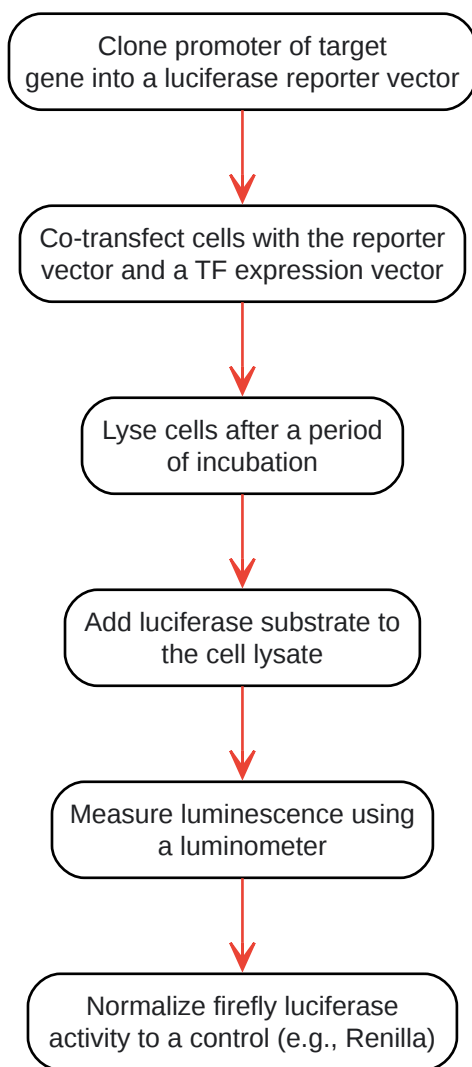 Clone promoter of target
gene into a luciferase reporter vector
Co-transfect cells with the reporter
vector and a TF expression vector
Lyse cells after a period
of incubation
Add luciferase substrate to
the cell lysate
Measure luminescence using
a luminometer
Normalize firefly luciferase
activity to a control (e.g., Renilla)